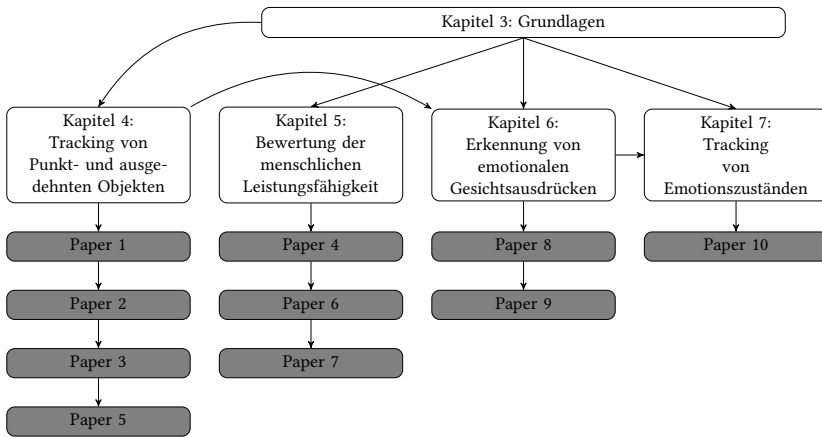 Kapitel 3: Grundlagen
Kapitel 4:
Tracking von
Punkt- und ausge-
dehnten Objekten
Kapitel 5:
Bewertung der
menschlichen
Leistungsfähigkeit
Kapitel 6:
Erkennung von
emotionalen
Gesichtsausdrücken
Kapitel 7:
Tracking
von
Emotionszuständen
Paper 1
Paper 4
Paper 8
Paper 10
Paper 2
Paper 6
Paper 9
Paper 3
Paper 7
Paper 5